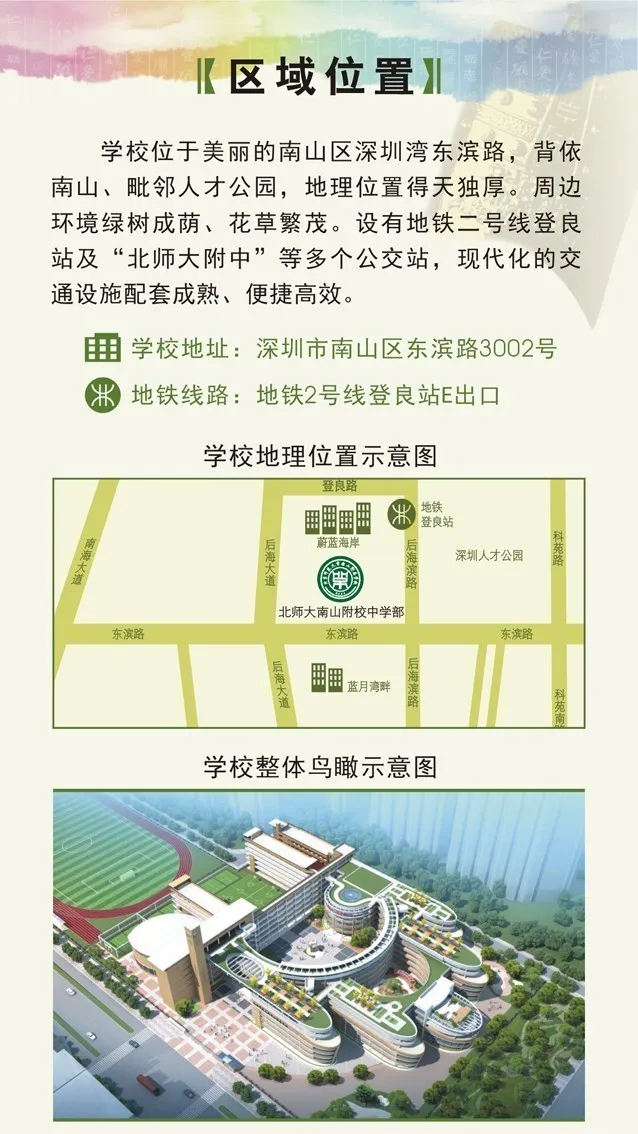 区域位置
学校位于美丽的南山区深圳湾东滨路，背依
南山、毗邻人才公园，地理位置得天独厚。周边
环境绿树成荫、花草繁茂。设有地铁二号线登良
站及“北师大附中”等多个公交站，现代化的交
通设施配套成熟、便捷高效。
学校地址：深圳市南山区东滨路3002号
地铁线路：地铁2号线登良站E出口
学校地理位置示意图
登良路
地铁
登良站
蔚蓝海岸
南海大道
后海大道
后海滨路
深圳人才公园
科苑路
北师大南山附校中学部
东滨路
东滨路
东滨路
后海大道
蓝月湾畔
后海滨路
科苑南路
学校整体鸟瞰示意图